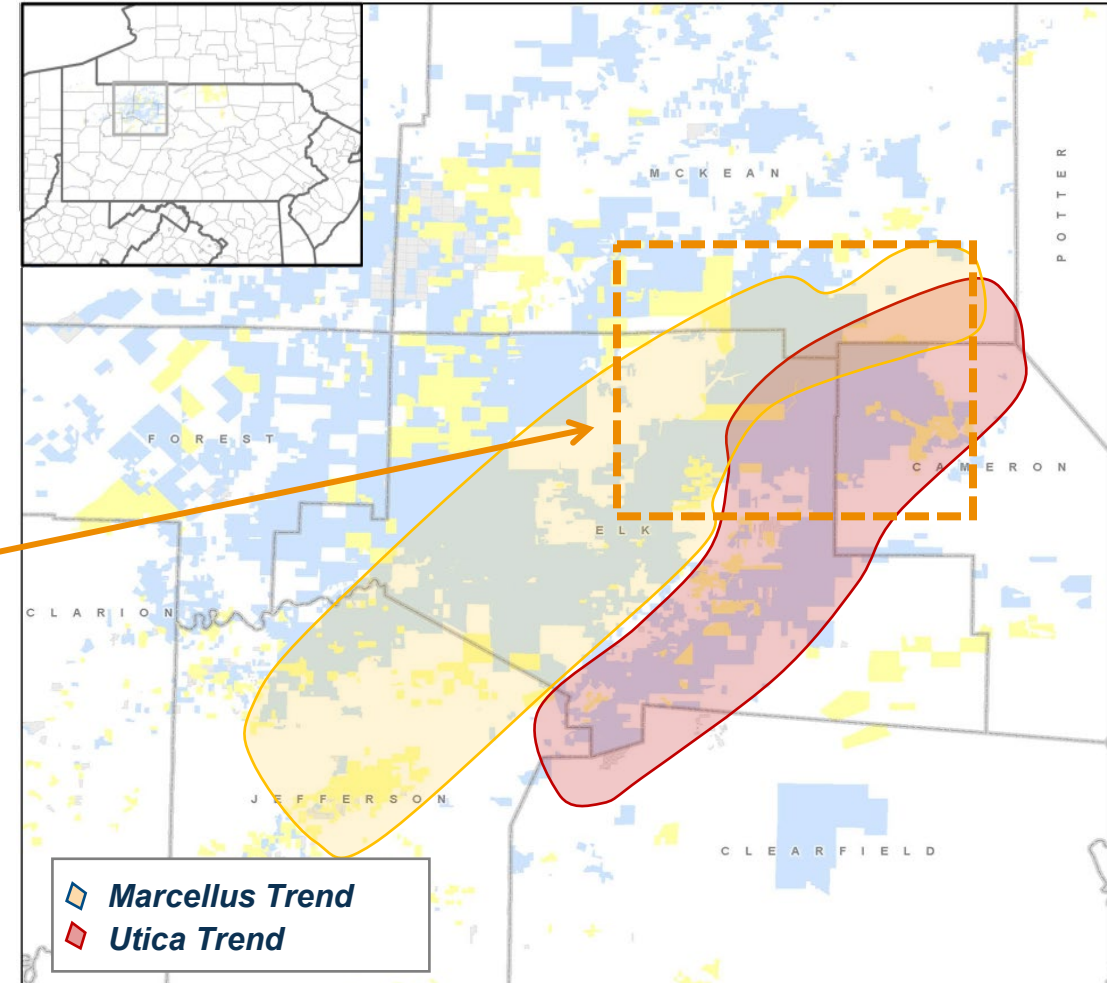 MCKEAN
POTTER
FOREST
CAMERON
ELK
CLARION
JEFFERSON
CLEARFIELD
Marcellus Trend
Utica Trend